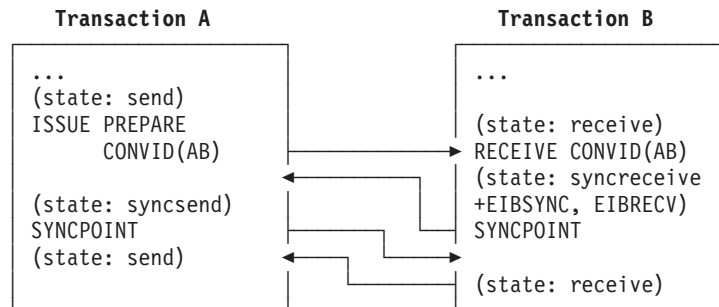 Transaction A
Transaction B
...
(state: send)
ISSUE PREPARE
CONVID(AB)
(state: syncsend)
SYNCPOINT
(state: send)
...
(state: receive)
RECEIVE CONVID(AB)
(state: syncreceive
+EIBSYNC, EIBRECV)
SYNCPOINT
(state: receive)